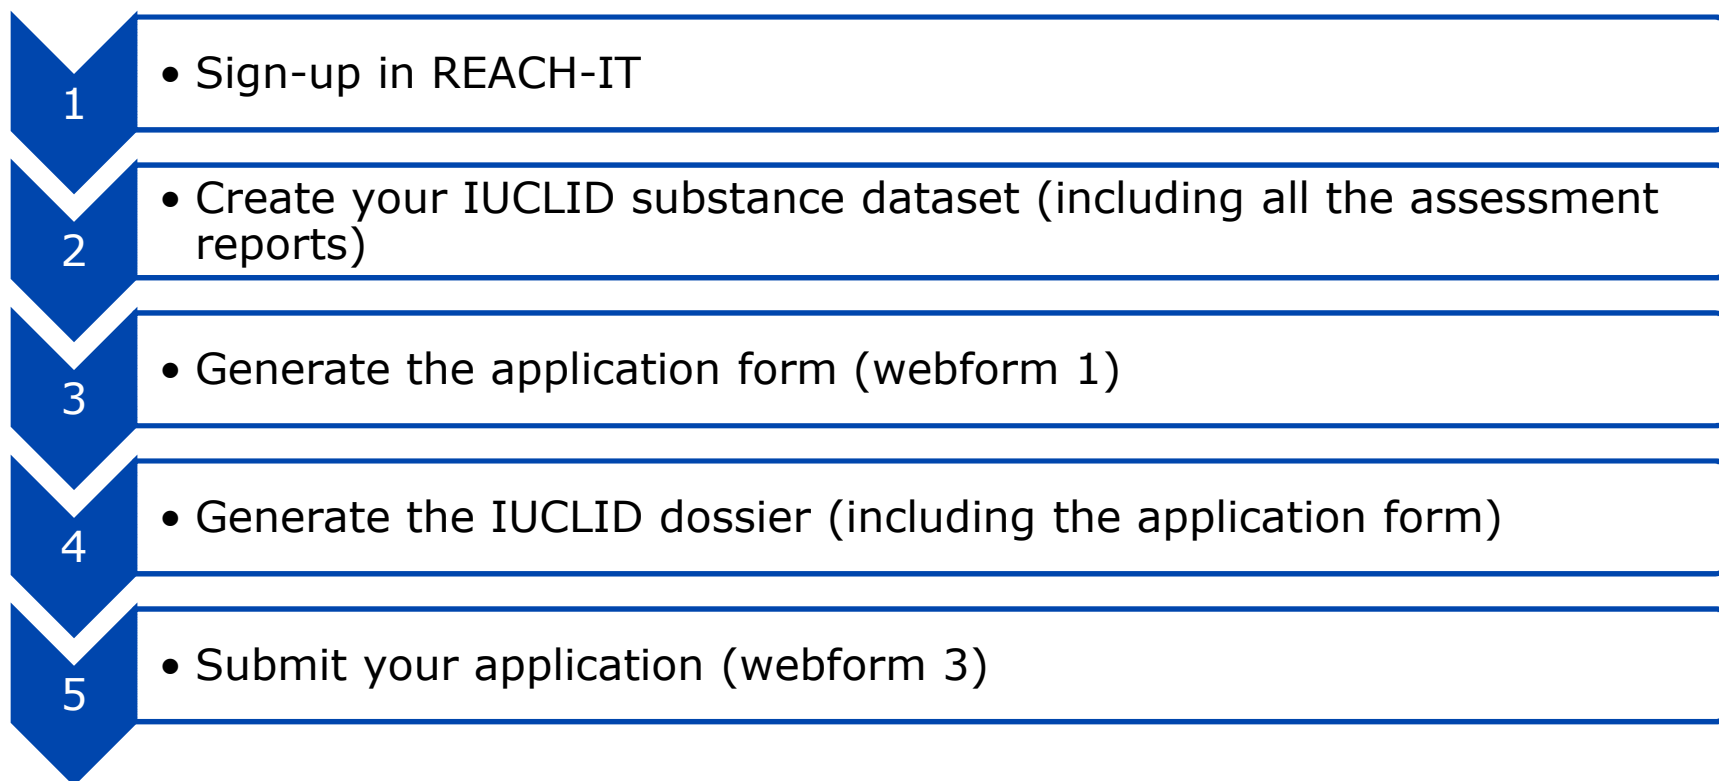 1
• Sign-up in REACH-IT
2
• Create your IUCLID substance dataset (including all the assessment
reports)
3
• Generate the application form (webform 1)
4
• Generate the IUCLID dossier (including the application form)
5
• Submit your application (webform 3)